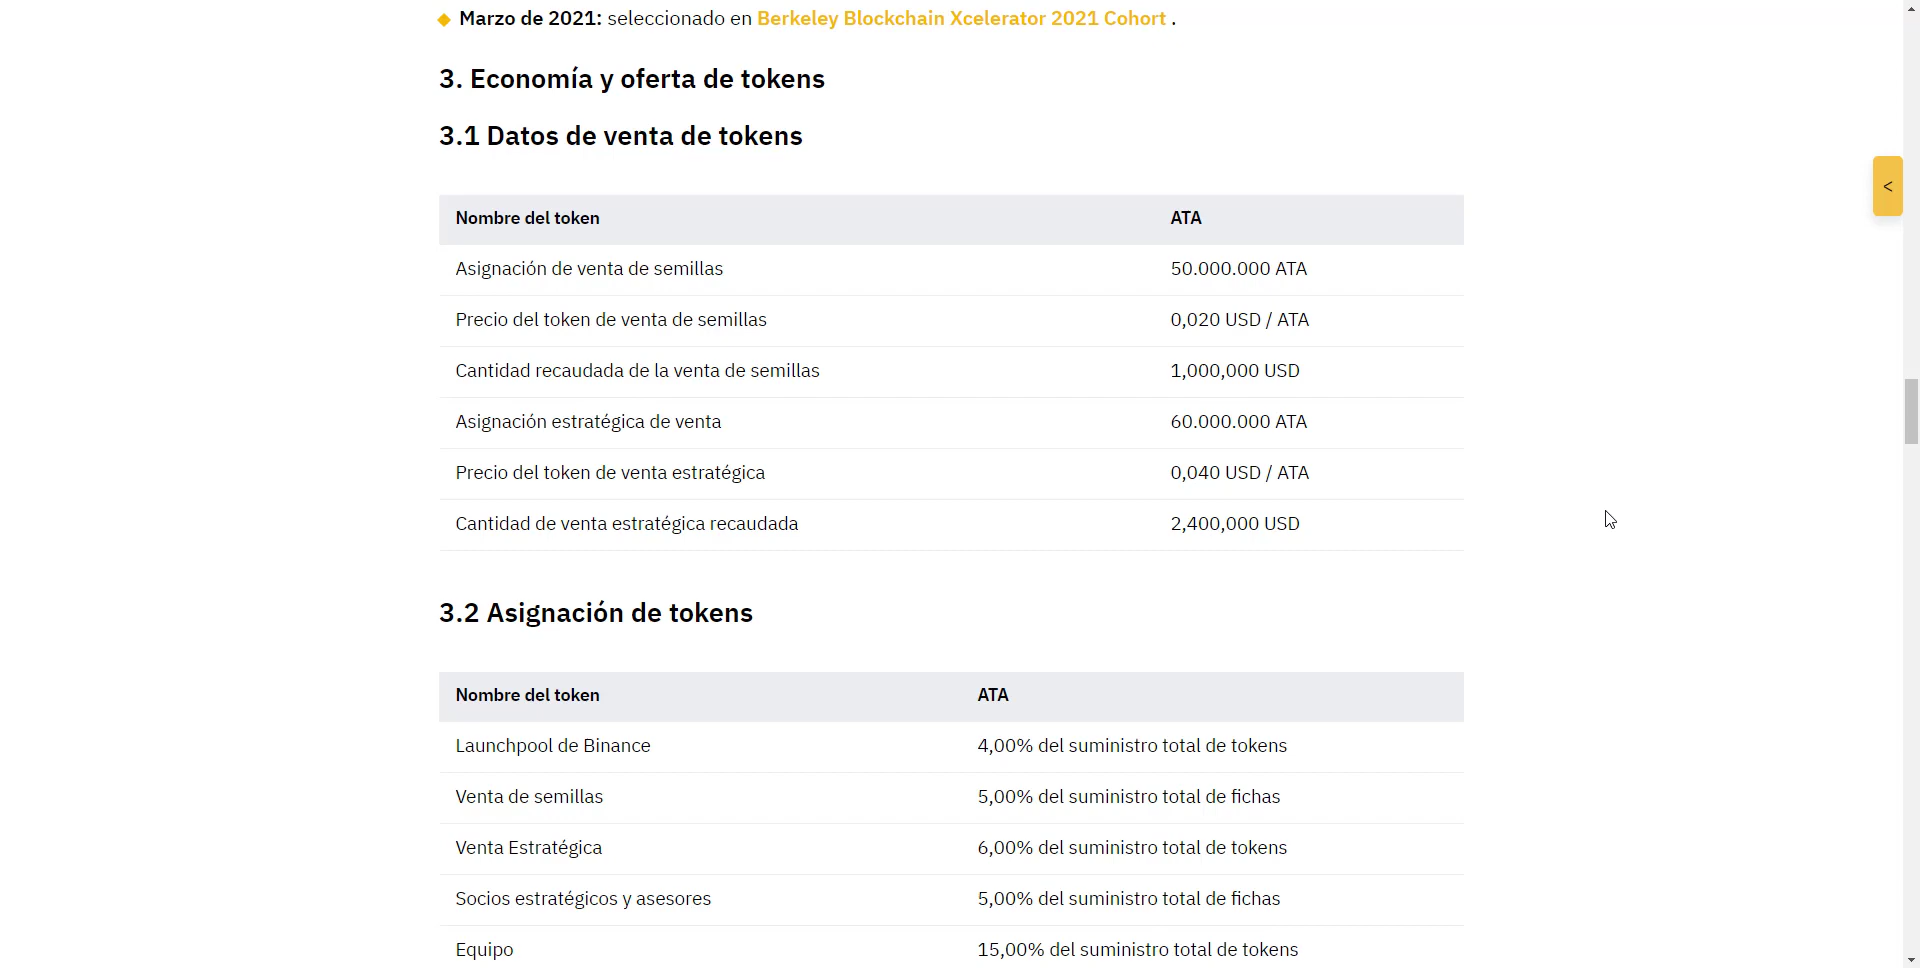 ◆ Marzo de 2021: seleccionado en Berkeley Blockchain Xcelerator 2021 Cohort .
3. Economía y oferta de tokens
3.1 Datos de venta de tokens
Nombre del token ATA
Asignación de venta de semillas 50.000.000 ATA
Precio del token de venta de semillas 0,020 USD / ATA
Cantidad recaudada de la venta de semillas 1,000,000 USD
Asignación estratégica de venta 60.000.000 ATA
Precio del token de venta estratégica 0,040 USD / ATA
Cantidad de venta estratégica recaudada 2,400,000 USD
<
3.2 Asignación de tokens
Nombre del token ATA
Launchpool de Binance 4,00% del suministro total de tokens
Venta de semillas 5,00% del suministro total de fichas
Venta Estratégica 6,00% del suministro total de tokens
Socios estratégicos y asesores 5,00% del suministro total de fichas
Equipo 15,00% del suministro total de tokens